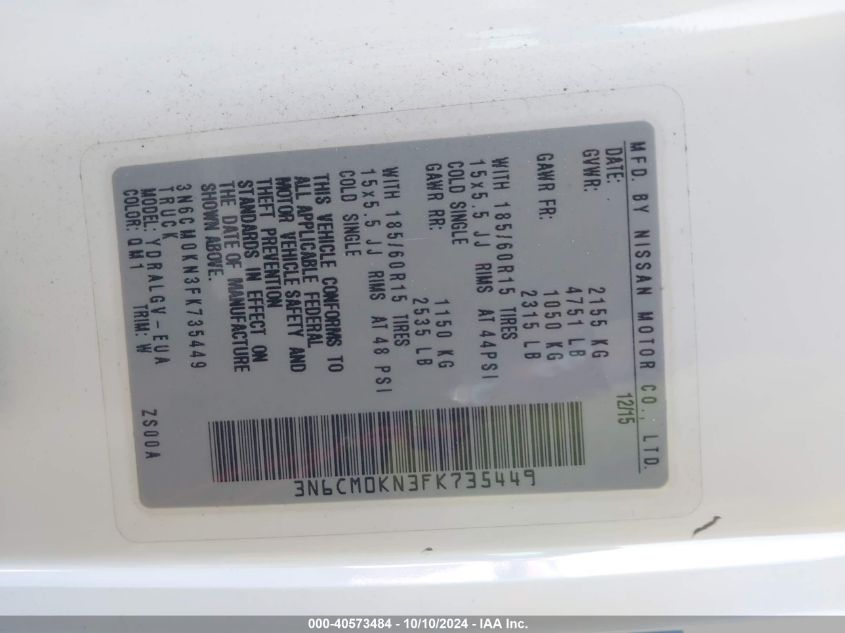 MFD. BY NISSAN MOTOR CO., LTD.
DATE: 12/15
GVWR: 2155 KG
4751 LB
GAWR FR: 1050 KG
2315 LB
WITH 185/60R15 TIRES
15x5.5 JJ RIMS AT 44PSI
COLD SINGLE
GAWR RR: 1150 KG
2535 LB
WITH 185/60R15 TIRES
15x5.5 JJ RIMS AT 48 PSI
COLD SINGLE
THIS VEHICLE CONFORMS TO
ALL APPLICABLE FEDERAL
MOTOR VEHICLE SAFETY AND
THEFT PREVENTION
STANDARDS IN EFFECT ON
THE DATE OF MANUFACTURE
SHOWN ABOVE.
3N6CM0KN3FK735449
TRUCK
MODEL: YDRALGV-EUA
COLOR: QM1 TRIM: W ZS00A
3N6CM0KN3FK735449
000-40573484 - 10/10/2024 - IAA Inc.